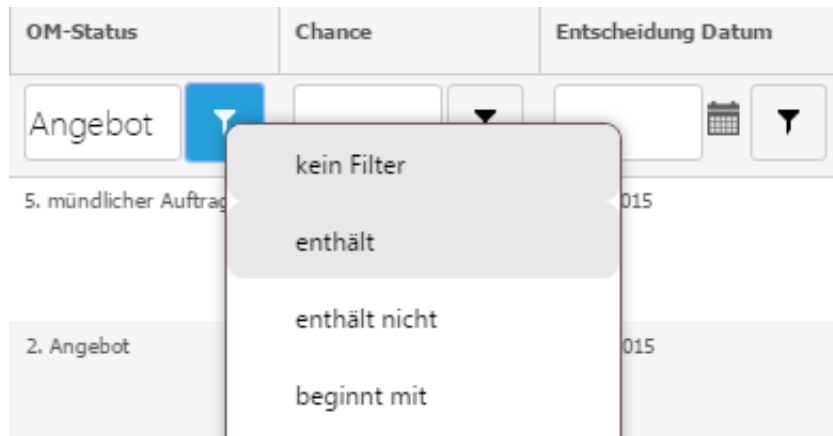 OM-Status Chance Entscheidung Datum
Angebot
kein Filter
5. mündlicher Auftrag 015
enthält
enthält nicht
2. Angebot 015
beginnt mit